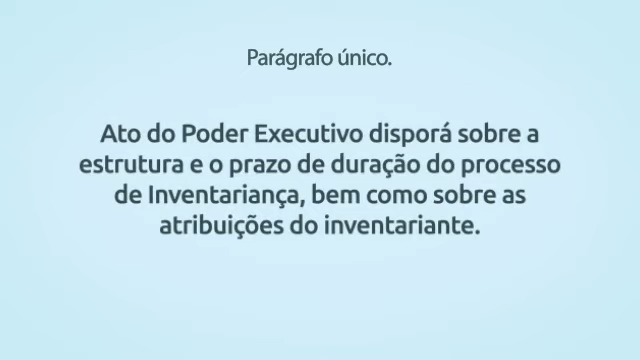 Parágrafo único.
Ato do Poder Executivo disporá sobre a
estrutura e o prazo de duração do processo
de Inventariança, bem como sobre as
atribuições do inventariante.